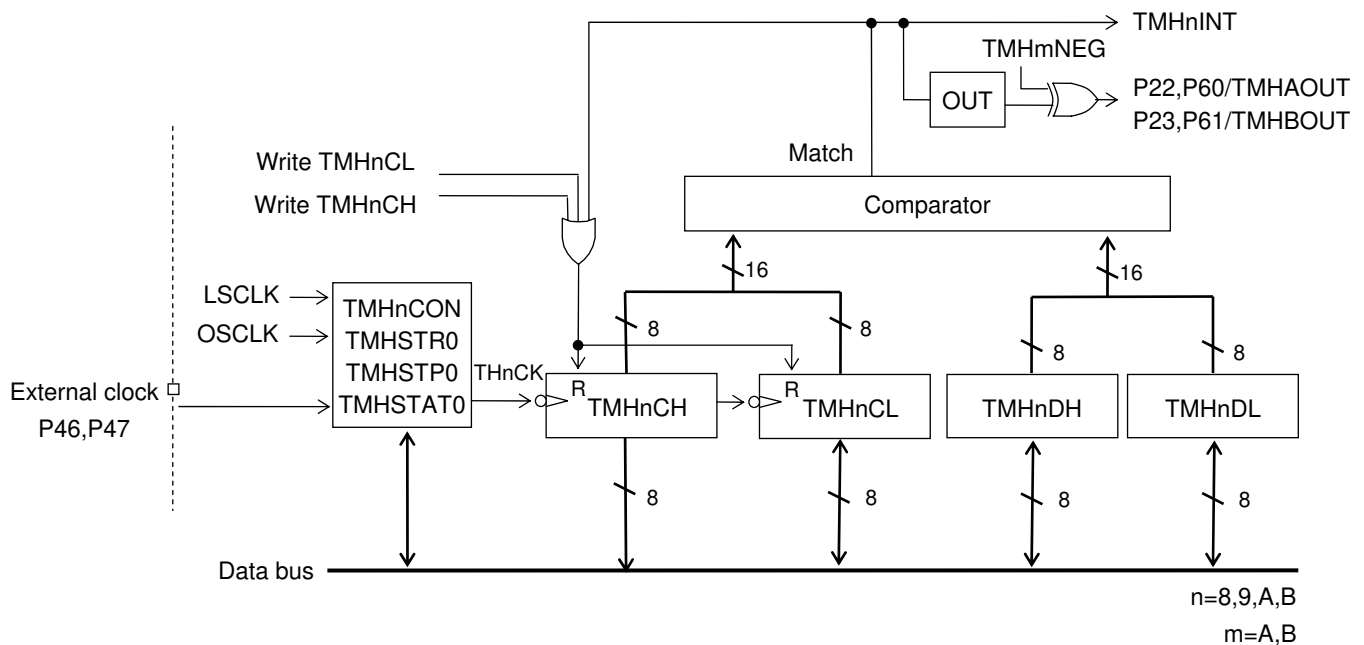 TMHnINT
TMHmNEG
OUT
P22,P60/TMHAOUT
P23,P61/TMHBOUT
Match
Write TMHnCL
Write TMHnCH
Comparator
16
16
LSCLK
OSCLK
TMHnCON
TMHSTR0
TMHSTP0
TMHSTAT0
8
8
8
8
External clock
P46,P47
THnCK
R
TMHnCH
R
TMHnCL
TMHnDH
TMHnDL
8
8
8
8
Data bus
n=8,9,A,B
m=A,B